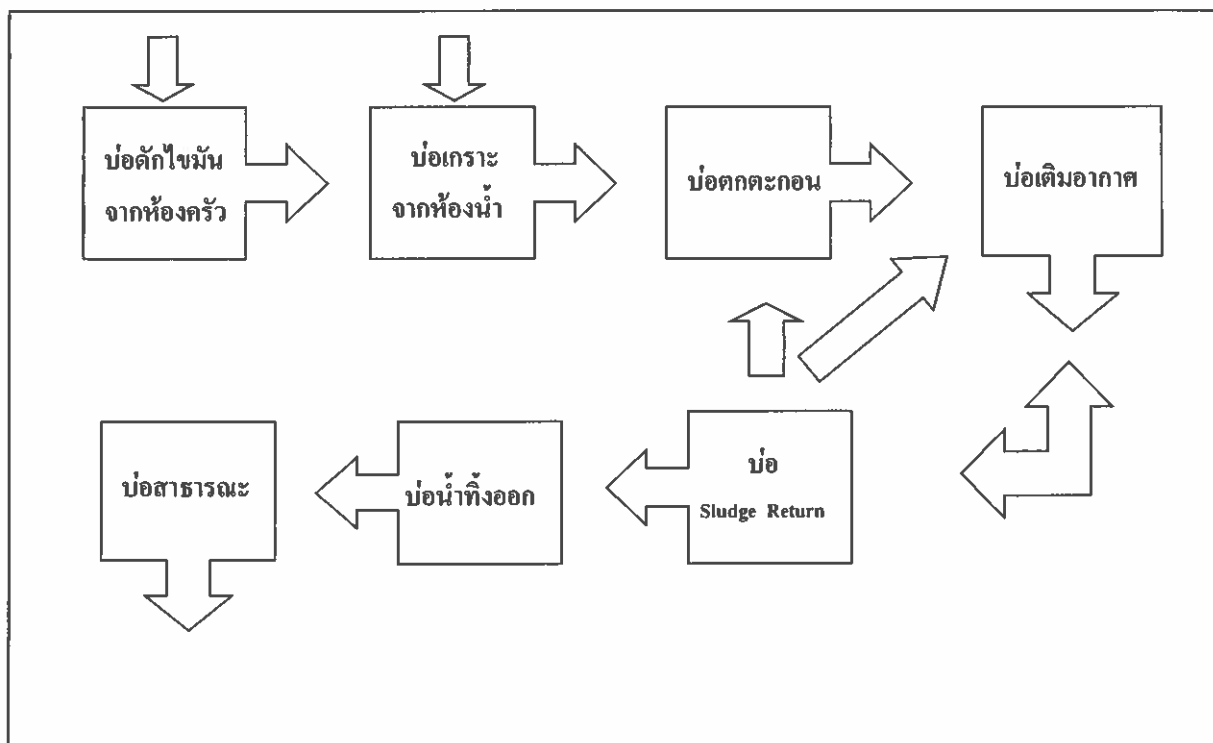 บ่อดักไขมัน
จากห้องครัว
บ่อเกราะ
จากห้องน้ำ
บ่อตกตะกอน
บ่อเติมอากาศ
บ่อสาธารณะ
บ่อน้ำทิ้งออก
บ่อ
Sludge Return